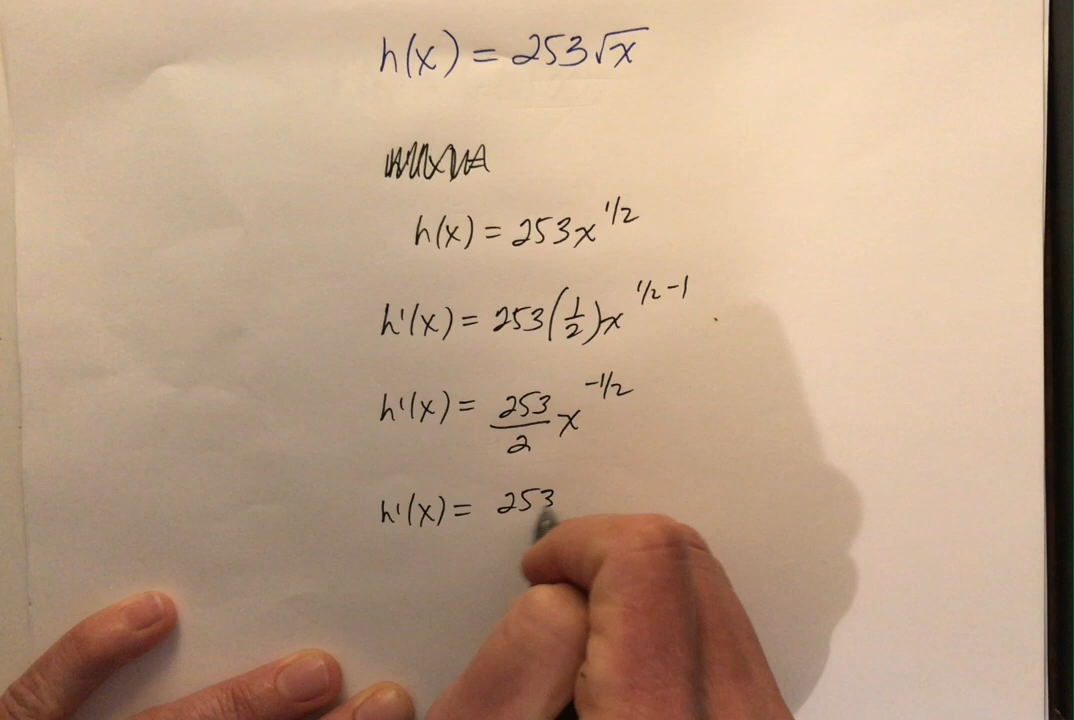 h(x) = 253√x
h(x) = 253x^1/2
h'(x) = 253(1/2)x^1/2-1
h'(x) = 253/2 x^-1/2
h'(x) = 253